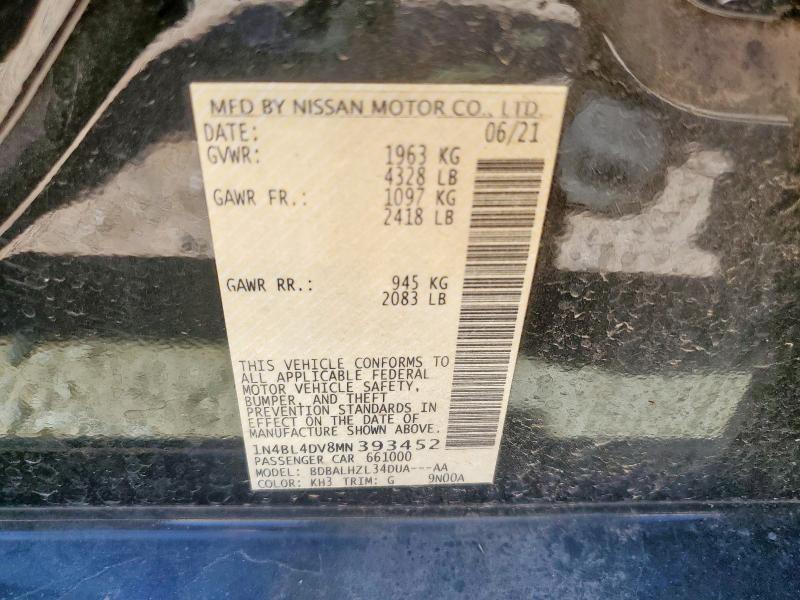 MFD BY NISSAN MOTOR CO., LTD.
DATE: 06/21
GVWR: 1963 KG
4328 LB
GAWR FR.: 1097 KG
2418 LB
GAWR RR.: 945 KG
2083 LB
THIS VEHICLE CONFORMS TO
ALL APPLICABLE FEDERAL
MOTOR VEHICLE SAFETY,
BUMPER, AND THEFT
PREVENTION STANDARDS IN
EFFECT ON THE DATE OF
MANUFACTURE SHOWN ABOVE.
1N4BL4DV8MN393452
PASSENGER CAR 661000
MODEL: BDBALHZL34DUA---AA
COLOR: KH3 TRIM: G 9N00A